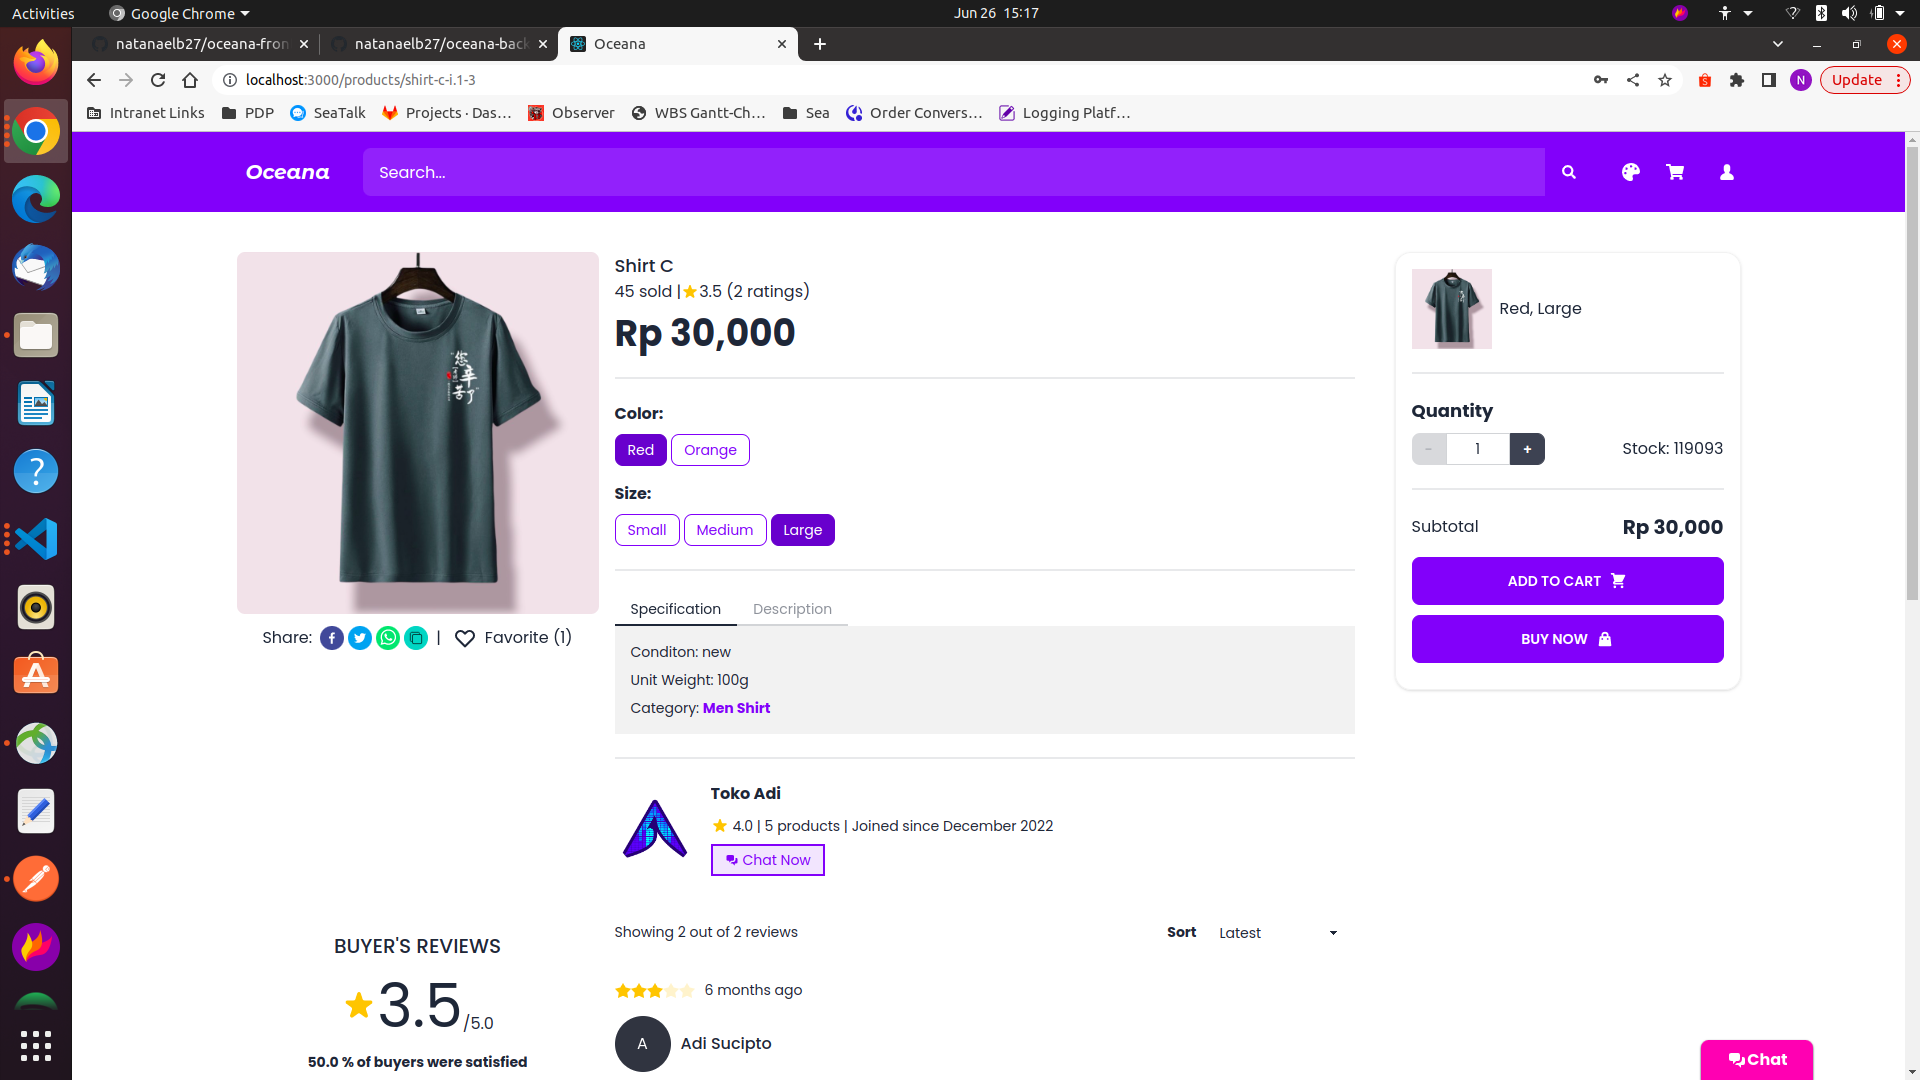 Activities
Google Chrome
Jun 26 15:17
natanaelb27/oceana-fron
natanaelb27/oceana-back
Oceana
localhost:3000/products/shirt-c-i.1-3
N
Update
Intranet Links
PDP
SeaTalk
Projects · Das…
Observer
WBS Gantt-Ch…
Sea
Order Convers…
Logging Platf…
Oceana
Search...
Shirt C
45 sold | 3.5 (2 ratings)
Rp 30,000
Color:
Red
Orange
Size:
Small
Medium
Large
您
辛
苦
了
Share:
| Favorite (1)
Specification
Description
Conditon: new
Unit Weight: 100g
Category: Men Shirt
Red, Large
Quantity
- 1 +
Stock: 119093
Subtotal
Rp 30,000
ADD TO CART
BUY NOW
Toko Adi
4.0 | 5 products | Joined since December 2022
Chat Now
BUYER'S REVIEWS
3.5/5.0
50.0 % of buyers were satisfied
Showing 2 out of 2 reviews
Sort
Latest
6 months ago
A
Adi Sucipto
Chat